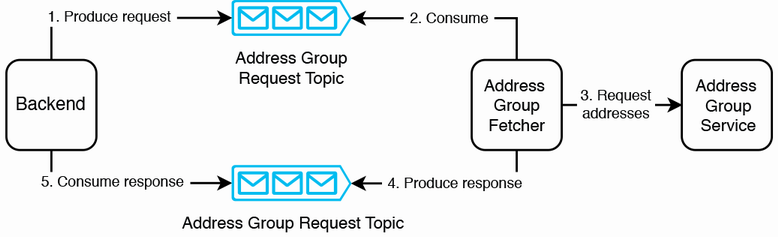 1. Produce request
2. Consume
Address Group
Request Topic
Backend
Address
Group
Fetcher
3. Request
addresses
Address
Group
Service
5. Consume response
4. Produce response
Address Group Request Topic